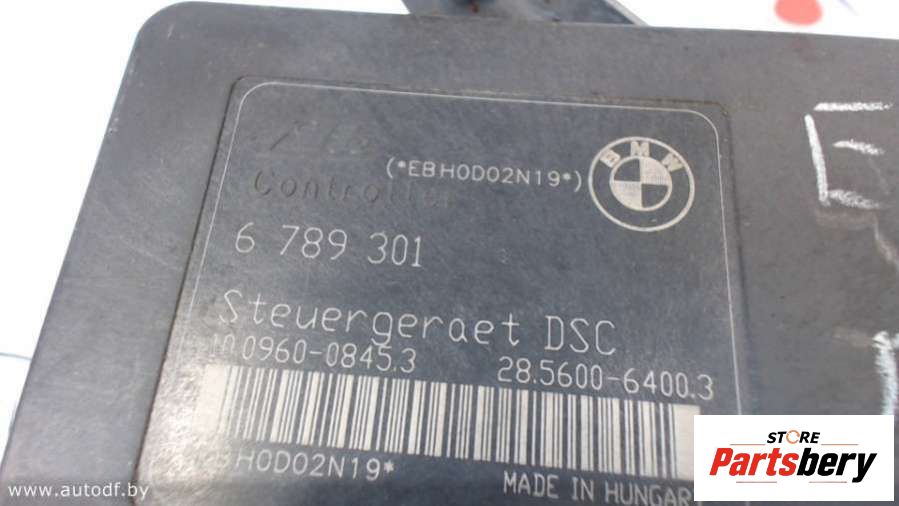 (*EBH0D02N19*)
BMW
Controller
6 789 301
Steuergeraet DSC
10.0960-0845.3 28.5600-6400.3
EBH0D02N19*
MADE IN HUNGARY
E
www.autodf.by
STORE
Partsbery